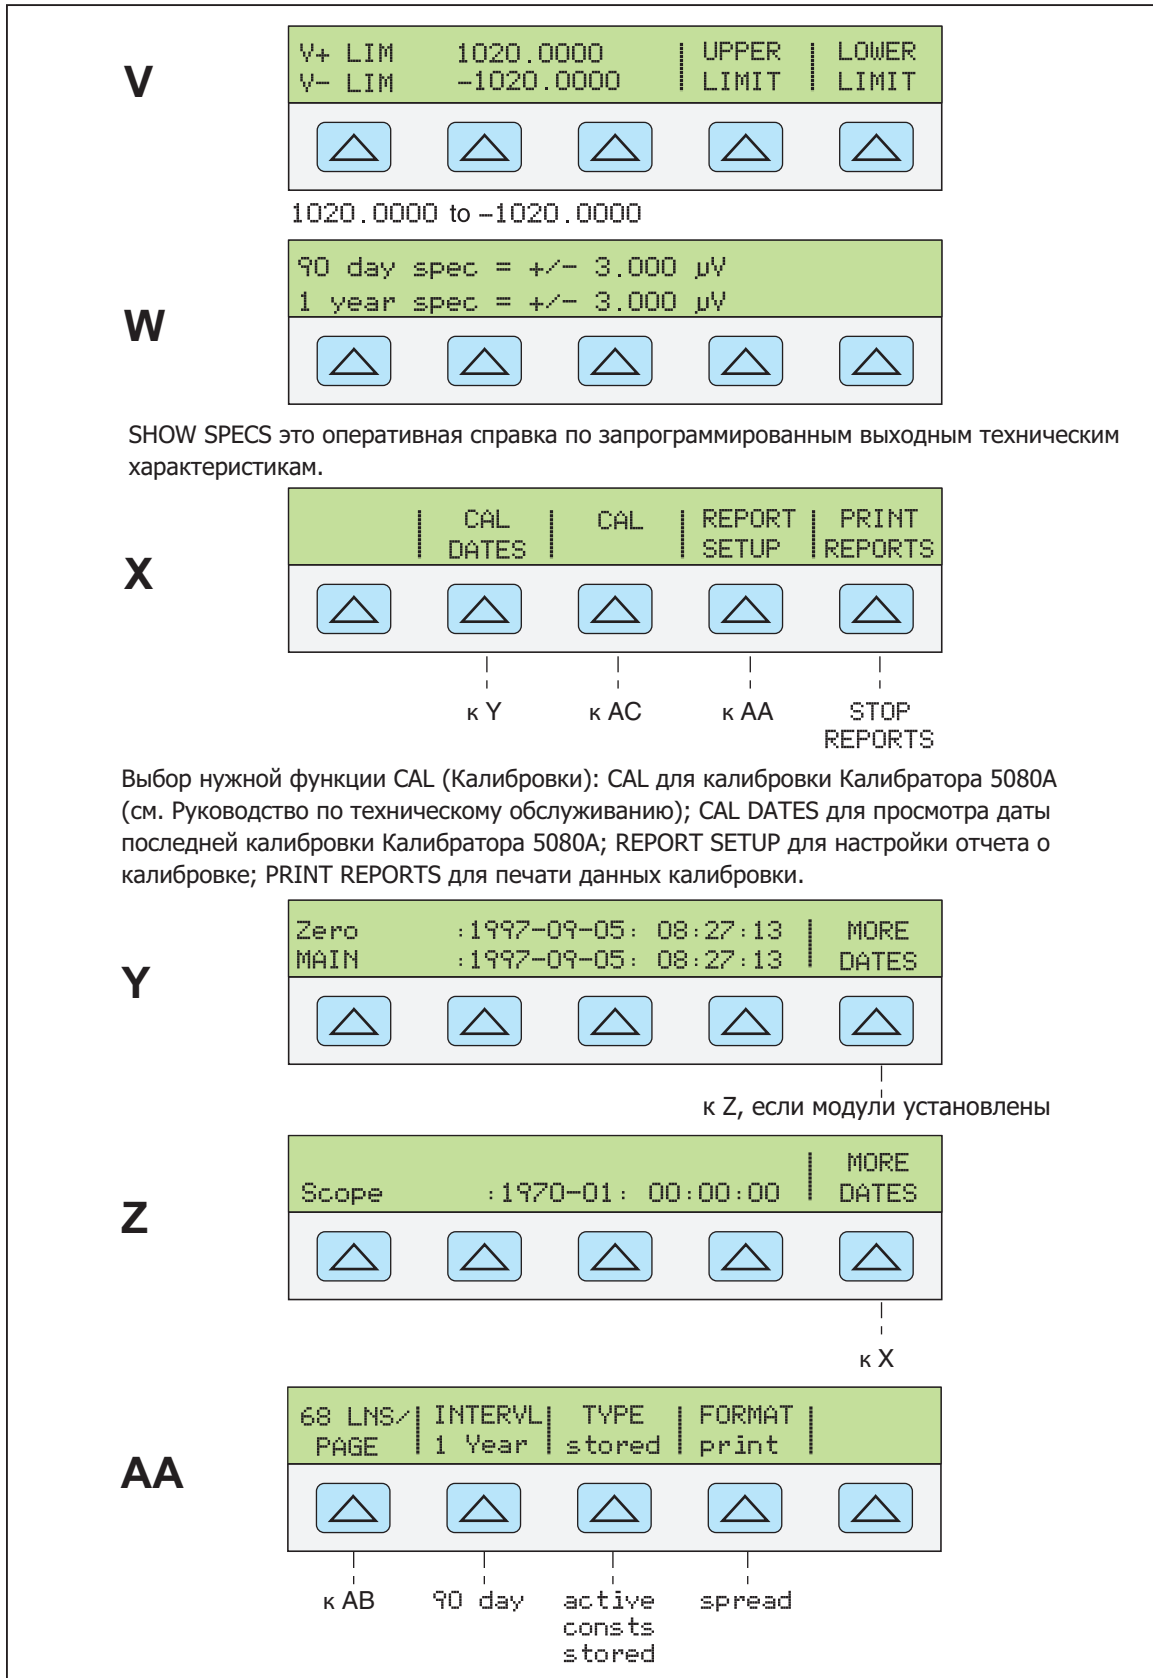 V
V+ LIM 1020.0000 UPPER LOWER
V- LIM -1020.0000 LIMIT LIMIT
1020.0000 to -1020.0000
W
90 day spec = +/- 3.000 µV
1 year spec = +/- 3.000 µV
SHOW SPECS это оперативная справка по запрограммированным выходным техническим
характеристикам.
X
CAL CAL REPORT PRINT
DATES SETUP REPORTS
к Y к AC к AA STOP
REPORTS
Выбор нужной функции CAL (Калибровки): CAL для калибровки Калибратора 5080A
(см. Руководство по техническому обслуживанию); CAL DATES для просмотра даты
последней калибровки Калибратора 5080A; REPORT SETUP для настройки отчета о
калибровке; PRINT REPORTS для печати данных калибровки.
Y
Zero :1997-09-05: 08:27:13 MORE
MAIN :1997-09-05: 08:27:13 DATES
к Z, если модули установлены
Z
MORE
Scope :1970-01: 00:00:00 DATES
к X
AA
68 LNS/ INTERVL TYPE FORMAT
PAGE 1 Year stored print
к AB 90 day active spread
consts
stored